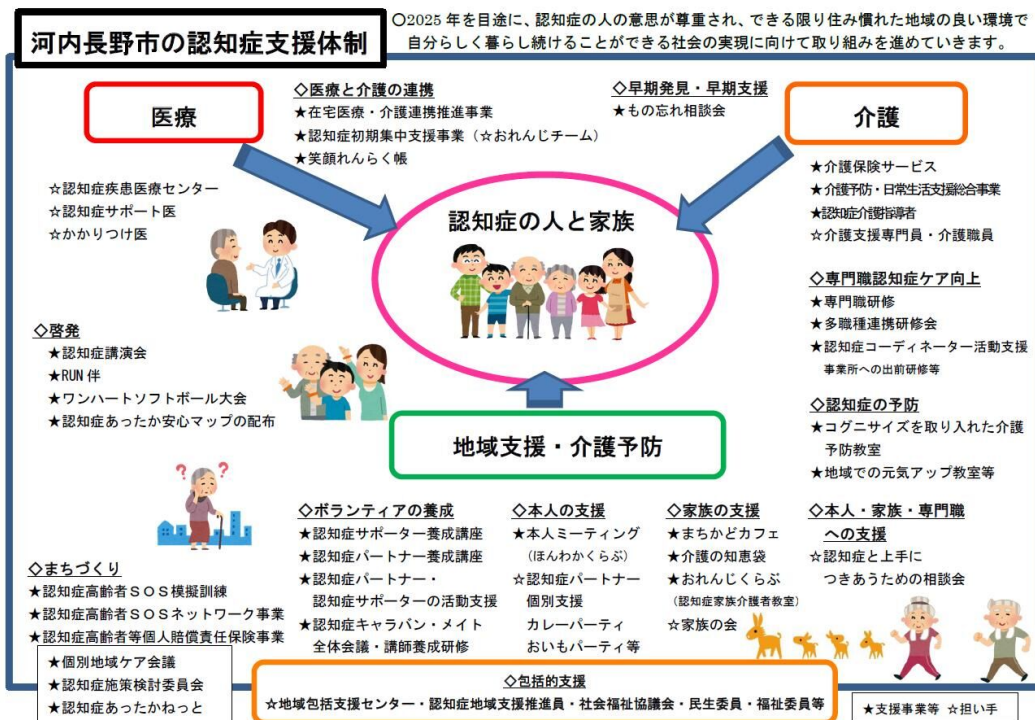 河内長野市の認知症支援体制
○2025 年を目途に、認知症の人の意思が尊重され、できる限り住み慣れた地域の良い環境で
自分らしく暮らし続けることができる社会の実現に向けて取り組みを進めていきます。
医療
◇医療と介護の連携
★在宅医療・介護連携推進事業
★認知症初期集中支援事業（☆おれんじチーム）
★笑顔れんらく帳
◇早期発見・早期支援
★もの忘れ相談会
介護
☆認知症疾患医療センター
☆認知症サポート医
☆かかりつけ医
認知症の人と家族
★介護保険サービス
★介護予防・日常生活支援総合事業
★認知症介護指導者
☆介護支援専門員・介護職員
◇専門職認知症ケア向上
★専門職研修
★多職種連携研修会
★認知症コーディネーター活動支援
事業所への出前研修等
◇啓発
★認知症講演会
★RUN 伴
★ワンハートソフトボール大会
★認知症あったか安心マップの配布
◇認知症の予防
★コグニサイズを取り入れた介護
予防教室
★地域での元気アップ教室等
地域支援・介護予防
? ?
◇まちづくり
★認知症高齢者ＳＯＳ模擬訓練
★認知症高齢者ＳＯＳネットワーク事業
★認知症高齢者等個人賠償責任保険事業
★個別地域ケア会議
★認知症施策検討委員会
★認知症あったかねっと
◇ボランティアの養成
★認知症サポーター養成講座
★認知症パートナー養成講座
★認知症パートナー・
認知症サポーターの活動支援
★認知症キャラバン・メイト
全体会議・講師養成研修
◇本人の支援
★本人ミーティング
（ほんわかくらぶ）
☆認知症パートナー
個別支援
カレーパーティ
おいもパーティ等
◇家族の支援
★まちかどカフェ
★介護の知恵袋
★おれんじくらぶ
（認知症家族介護者教室）
☆家族の会
◇本人・家族・専門職
への支援
☆認知症と上手に
つきあうための相談会
◇包括的支援
☆地域包括支援センター・認知症地域支援推進員・社会福祉協議会・民生委員・福祉委員等
★支援事業等 ☆担い手